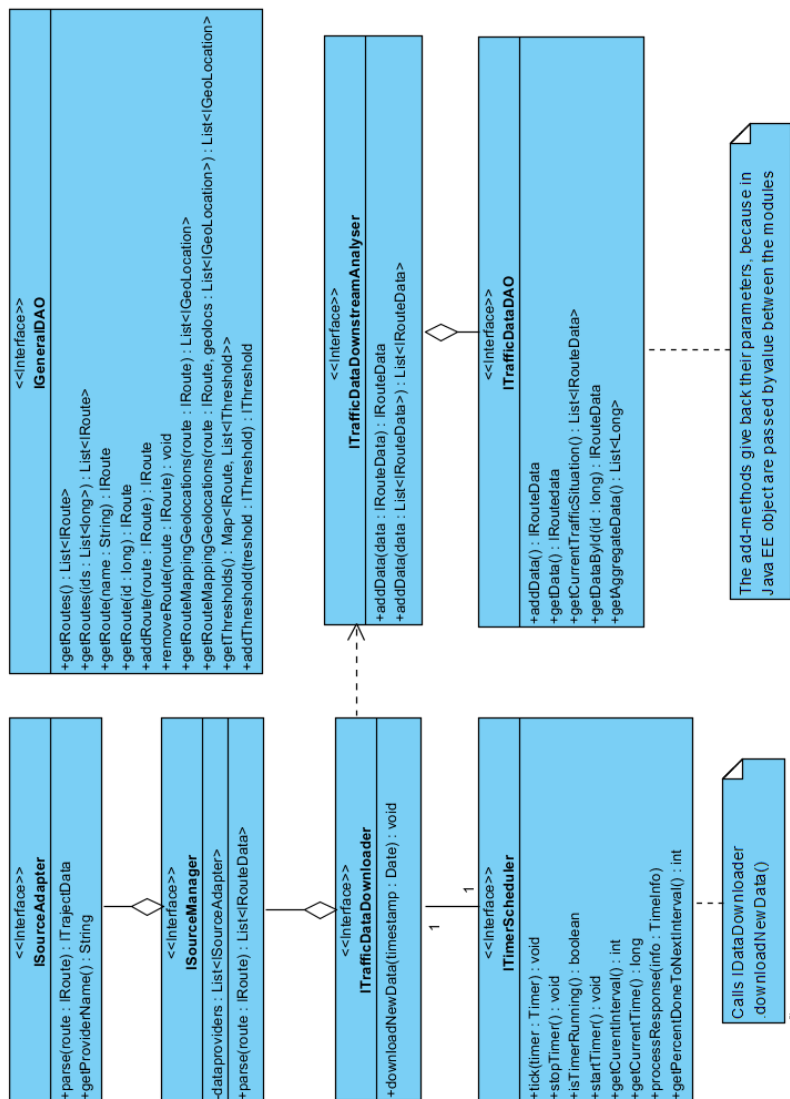 <<Interface>>
ISourceAdapter
+parse(route : IRoute) : ITrajectData
+getProviderName() : String
<<Interface>>
ISourceManager
-dataproviders : List<ISourceAdapter>
+parse(route : IRoute) : List<IRouteData>
<<Interface>>
ITrafficDataDownloader
+downloadNewData(timestamp : Date) : void
1
1
<<Interface>>
ITimerScheduler
+tick(timer : Timer) : void
+stopTimer() : void
+isTimerRunning() : boolean
+startTimer() : void
+getCurentInterval() : int
+getCurrentTime() : long
+processResponse(info : TimeInfo)
+getPercentDoneToNextInterval() : int
Calls IDataDownloader
.downloadNewData()
<<Interface>>
IGeneralDAO
+getRoutes() : List<IRoute>
+getRoutes(ids : List<long>) : List<IRoute>
+getRoute(name : String) : IRoute
+getRoute(id : long) : IRoute
+addRoute(route : IRoute) : IRoute
+removeRoute(route : IRoute) : void
+getRouteMappingGeolocations(route : IRoute) : List<IGeoLocation>
+getRouteMappingGeolocations(route : IRoute, geolocs : List<IGeoLocation>) : List<IGeoLocation>
+getThresholds() : Map<IRoute, List<IThreshold>>
+addThreshold(treshold : IThreshold) : IThreshold
<<Interface>>
ITrafficDataDownstreamAnalyser
+addData(data : IRouteData) : IRouteData
+addData(data : List<IRouteData>) : List<IRouteData>
<<Interface>>
ITrafficDataDAO
+addData() : IRouteData
+getData() : IRoutedata
+getCurrentTrafficSituation() : List<IRouteData>
+getDataById(id : long) : IRouteData
+getAggregateData() : List<Long>
The add-methods give back their parameters, because in
Java EE object are passed by value between the modules